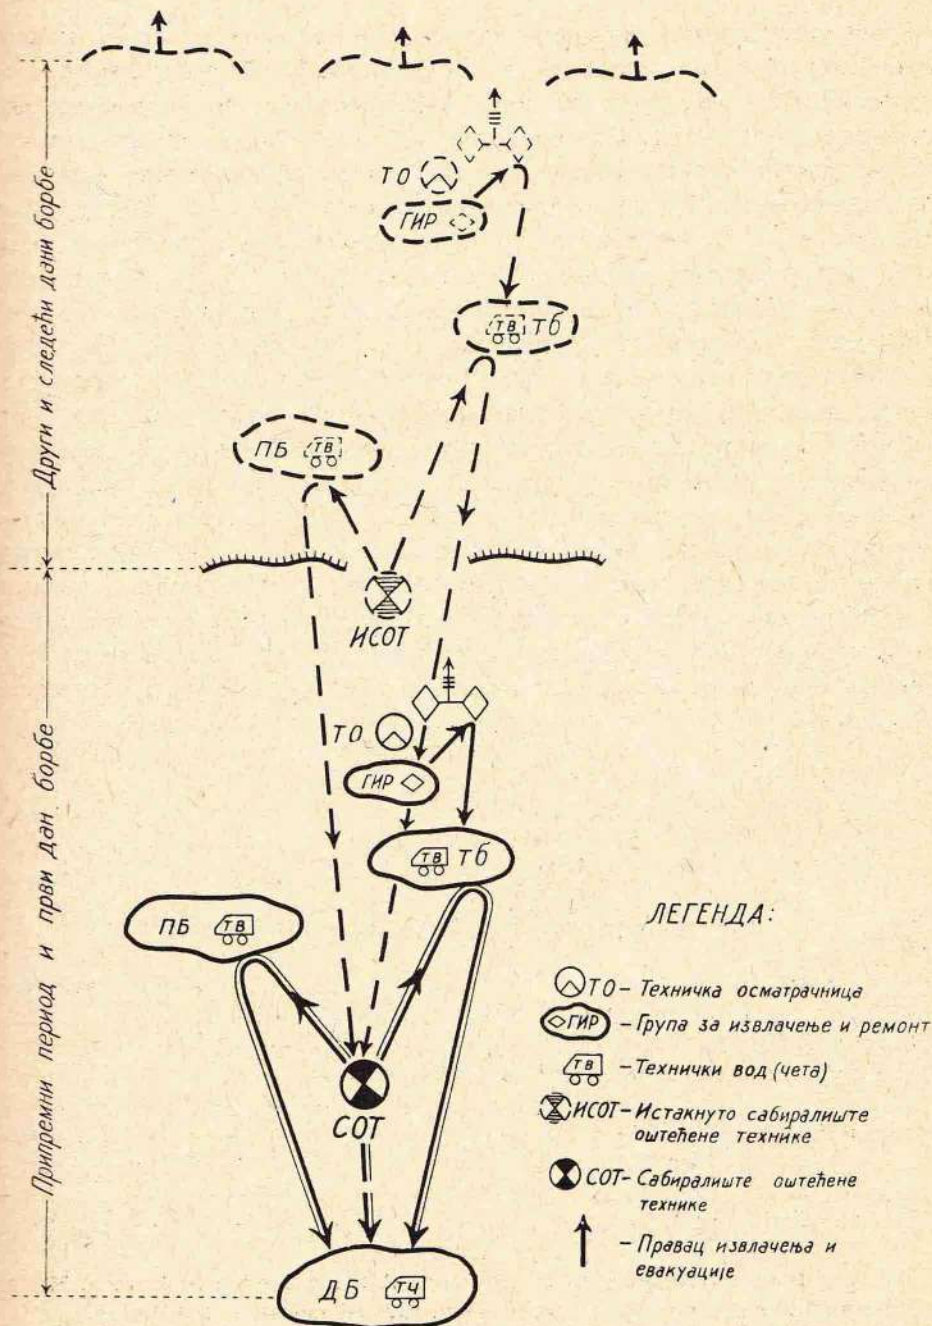 ТО
ГИР
ТВ тб
ПБ ТВ
ИСОТ
ТО
ГИР
ТВ тб
ПБ ТВ
СОТ
ДБ ТЧ
Други и следећи дани борбе
Припремни период и први дан борбе
ЛЕГЕНДА:
ТО – Техничка осматрачница
ГИР – Група за извлачење и ремонт
ТВ – Технички вод (чета)
ИСОТ – Истакнуто сабиралиште
оштећене технике
СОТ – Сабиралиште оштећене
технике
– Правац извлачења и
евакуације